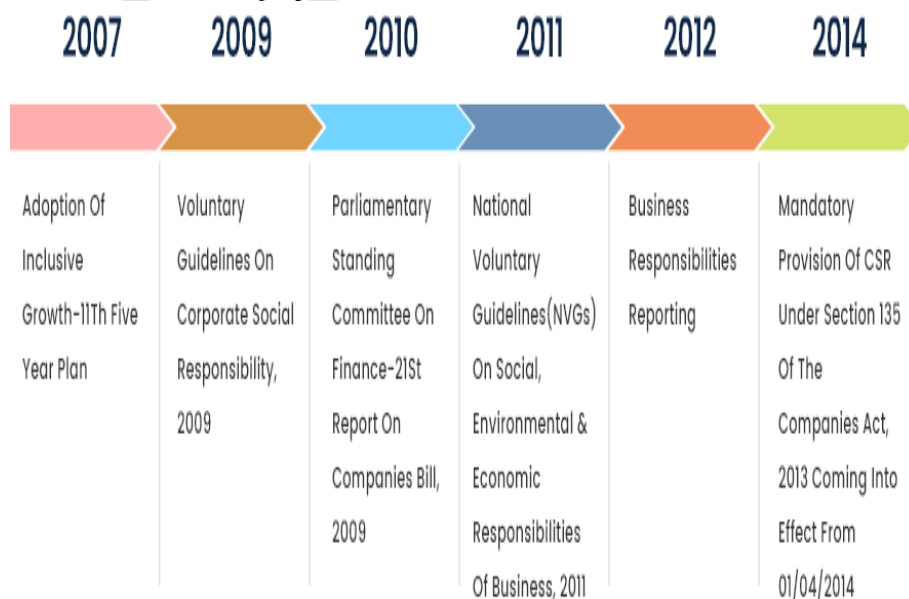 2007
2009
2010
2011
2012
2014
Adoption Of
Inclusive
Growth-11Th Five
Year Plan
Voluntary
Guidelines On
Corporate Social
Responsibility,
2009
Parliamentary
Standing
Committee On
Finance-21St
Report On
Companies Bill,
2009
National
Voluntary
Guidelines(NVGs)
On Social,
Environmental &
Economic
Responsibilities
Of Business, 2011
Business
Responsibilities
Reporting
Mandatory
Provision Of CSR
Under Section 135
Of The
Companies Act,
2013 Coming Into
Effect From
01/04/2014